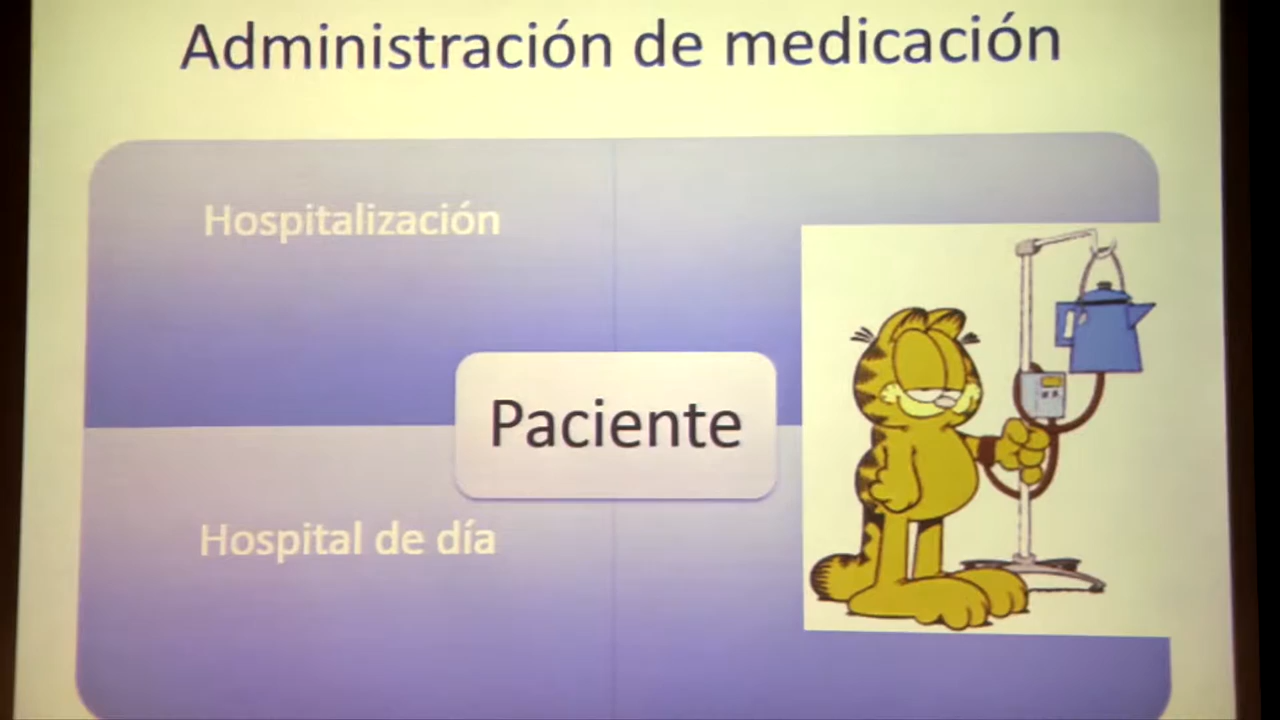 Administración de medicación
Hospitalización
Paciente
Hospital de día